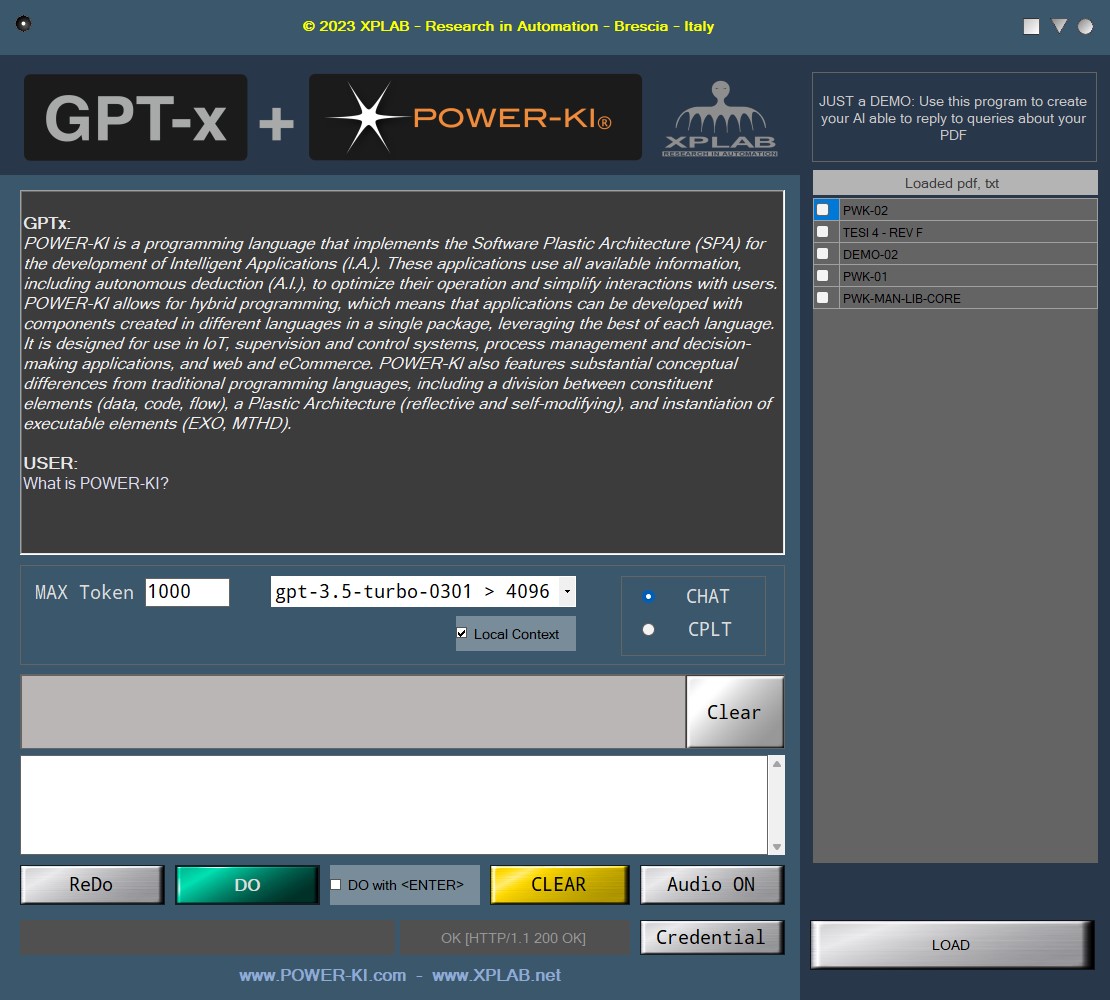 © 2023 XPLAB - Research in Automation - Brescia - Italy
GPT-x + POWER-KI®
XPLAB
RESEARCH IN AUTOMATION
JUST a DEMO: Use this program to create
your AI able to reply to queries about your
PDF
Loaded pdf, txt
PWK-02
TESI 4 - REV F
DEMO-02
PWK-01
PWK-MAN-LIB-CORE
GPTx:
POWER-KI is a programming language that implements the Software Plastic Architecture (SPA) for
the development of Intelligent Applications (I.A.). These applications use all available information,
including autonomous deduction (A.I.), to optimize their operation and simplify interactions with users.
POWER-KI allows for hybrid programming, which means that applications can be developed with
components created in different languages in a single package, leveraging the best of each language.
It is designed for use in IoT, supervision and control systems, process management and decision-
making applications, and web and eCommerce. POWER-KI also features substantial conceptual
differences from traditional programming languages, including a division between constituent
elements (data, code, flow), a Plastic Architecture (reflective and self-modifying), and instantiation of
executable elements (EXO, MTHD).
USER:
What is POWER-KI?
MAX Token 1000 gpt-3.5-turbo-0301 > 4096 CHAT
Local Context CPLT
Clear
ReDo DO DO with <ENTER> CLEAR Audio ON
OK [HTTP/1.1 200 OK] Credential LOAD
www.POWER-KI.com - www.XPLAB.net